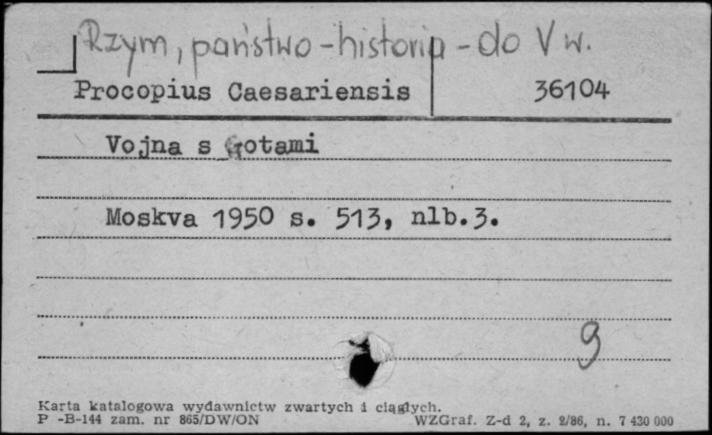 Rzym, państwo - historia - do V w.
Procopius Caesariensis 36104
Vojna s Gotami
Moskva 1950 s. 513, nlb.3.
9
Karta katalogowa wydawnictw zwartych i ciągłych.
P -B-144 zam. nr 865/DW/ON WZGraf. Z-d 2, z. 2/86, n. 7 430 000